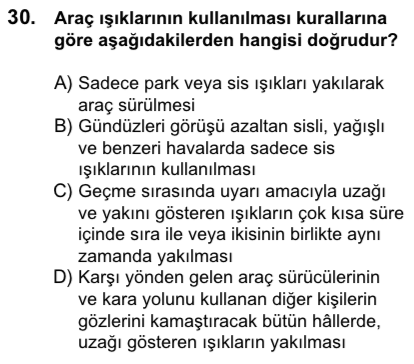 30. Araç ışıklarının kullanılması kurallarına
göre aşağıdakilerden hangisi doğrudur?
A) Sadece park veya sis ışıkları yakılarak
araç sürülmesi
B) Gündüzleri görüşü azaltan sisli, yağışlı
ve benzeri havalarda sadece sis
ışıklarının kullanılması
C) Geçme sırasında uyarı amacıyla uzağı
ve yakını gösteren ışıkların çok kısa süre
içinde sıra ile veya ikisinin birlikte aynı
zamanda yakılması
D) Karşı yönden gelen araç sürücülerinin
ve kara yolunu kullanan diğer kişilerin
gözlerini kamaştıracak bütün hâllerde,
uzağı gösteren ışıkların yakılması